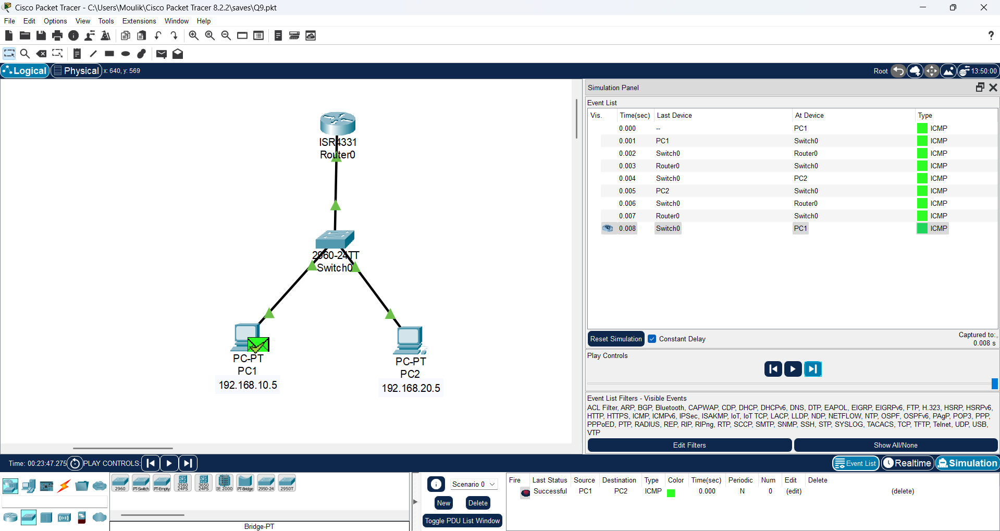 Cisco Packet Tracer - C:\Users\Moulik\Cisco Packet Tracer 8.2.2\saves\Q9.pkt
File Edit Options View Tools Extensions Window Help
?
Logical Physical x: 640, y: 569 Root 13:50:00
Simulation Panel
Event List
Vis. Time(sec) Last Device At Device Type
0.000 -- PC1 ICMP
0.001 PC1 Switch0 ICMP
0.002 Switch0 Router0 ICMP
0.003 Router0 Switch0 ICMP
0.004 Switch0 PC2 ICMP
0.005 PC2 Switch0 ICMP
0.006 Switch0 Router0 ICMP
0.007 Router0 Switch0 ICMP
0.008 Switch0 PC1 ICMP
ISR4331
Router0
2960-24TT
Switch0
PC-PT
PC1
192.168.10.5
PC-PT
PC2
192.168.20.5
Reset Simulation Constant Delay Captured to:
0.008 s
Play Controls
Event List Filters - Visible Events
ACL Filter, ARP, BGP, Bluetooth, CAPWAP, CDP, DHCP, DHCPv6, DNS, DTP, EAPOL, EIGRP, EIGRPv6, FTP, H.323, HSRP, HSRPv6,
HTTP, HTTPS, ICMP, ICMPv6, IPSec, ISAKMP, IoT, IoT TCP, LACP, LLDP, NDP, NETFLOW, NTP, OSPF, OSPFv6, PAgP, POP3, PPP,
PPPoED, PTP, RADIUS, REP, RIP, RIPng, RTP, SCCP, SMTP, SNMP, SSH, STP, SYSLOG, TACACS, TCP, TFTP, Telnet, UDP, USB,
VTP
Edit Filters Show All/None
Time: 00:23:47.275 PLAY CONTROLS: Event List Realtime Simulation
2960 PT-Switch PT-Empty 3560 24PS 3650 24PS IE 2000 PT-Bridge 2950-24 2950T
Bridge-PT
Scenario 0
New Delete
Toggle PDU List Window
Fire Last Status Source Destination Type Color Time(sec) Periodic Num Edit Delete
Successful PC1 PC2 ICMP 0.000 N 0 (edit) (delete)